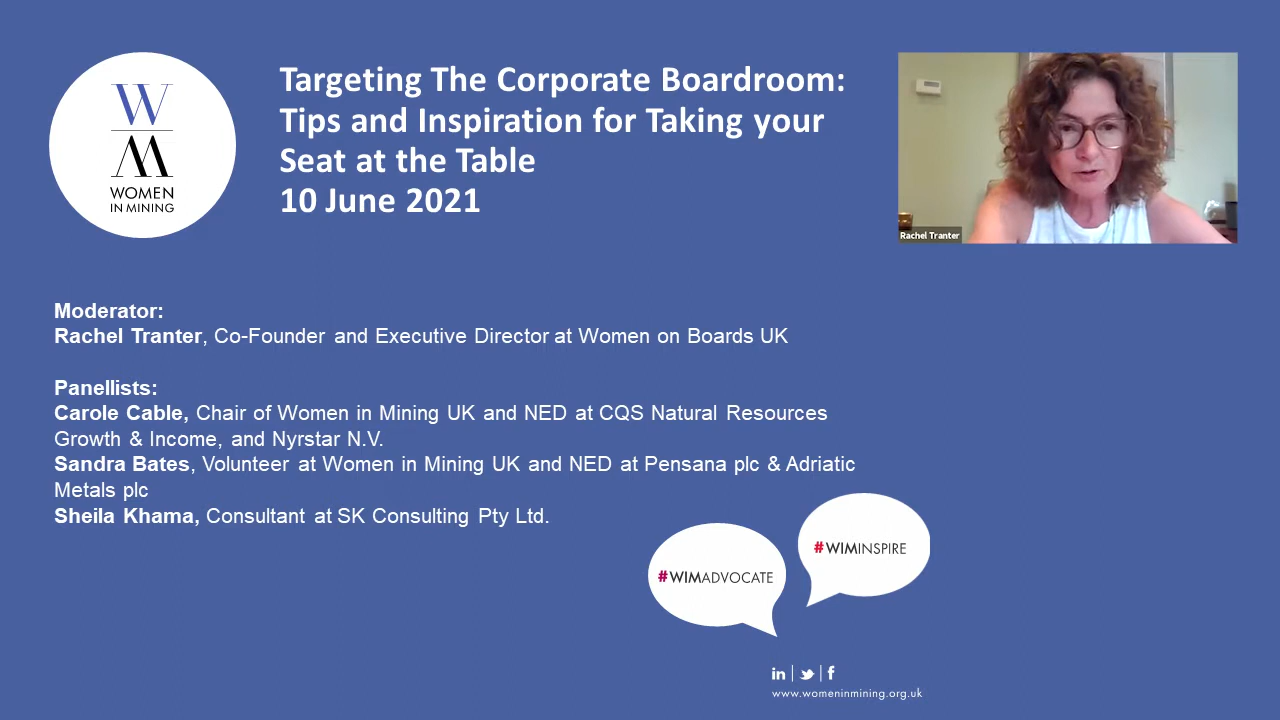 W
M
WOMEN
IN MINING
Targeting The Corporate Boardroom:
Tips and Inspiration for Taking your
Seat at the Table
10 June 2021
Rachel Tranter
Moderator:
Rachel Tranter, Co-Founder and Executive Director at Women on Boards UK
Panellists:
Carole Cable, Chair of Women in Mining UK and NED at CQS Natural Resources
Growth & Income, and Nyrstar N.V.
Sandra Bates, Volunteer at Women in Mining UK and NED at Pensana plc & Adriatic
Metals plc
Sheila Khama, Consultant at SK Consulting Pty Ltd.
#WIMADVOCATE
#WIMINSPIRE
in
f
www.womeninmining.org.uk